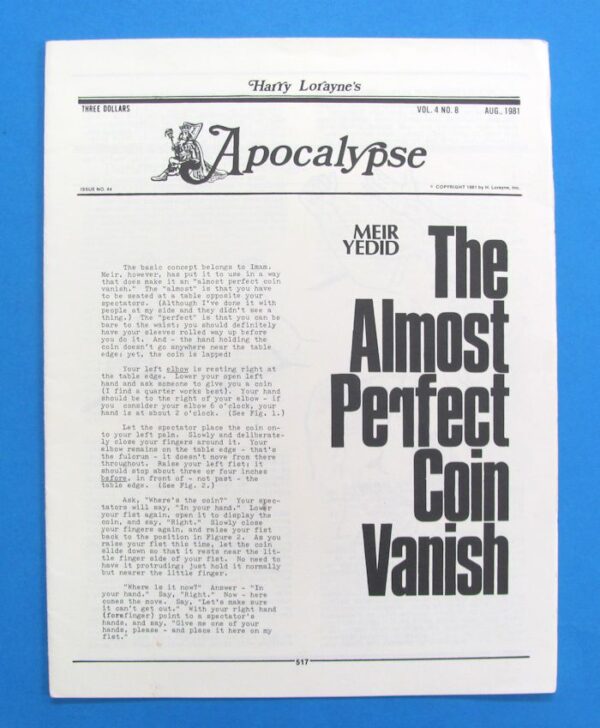 Harry Lorayne's
THREE DOLLARS
VOL. 4 NO. 8 AUG., 1981
Apocalypse
ISSUE NO. 44
© COPYRIGHT 1981 by H. Lorayne, Inc.
MEIR
YEDID
The
Almost
Perfect
Coin
Vanish
The basic concept belongs to Imam.
Meir, however, has put it to use in a way
that does make it an "almost perfect coin
vanish." The "almost" is that you have
to be seated at a table opposite your
spectators. (Although I've done it with
people at my side and they didn't see a
thing.) The "perfect" is that you can be
bare to the waist; you should definitely
have your sleeves rolled way up before
you do it. And - the hand holding the
coin doesn't go anywhere near the table
edge; yet, the coin is lapped!
Your left elbow is resting right at
the table edge. Lower your open left
hand and ask someone to give you a coin
(I find a quarter works best). Your hand
should be to the right of your elbow - if
you consider your elbow 6 o'clock, your
hand is at about 2 o'clock. (See Fig. 1.)
Let the spectator place the coin on-
to your left palm. Slowly and deliberate-
ly close your fingers around it. Your
elbow remains on the table edge - that's
the fulcrum - it doesn't move from there
throughout. Raise your left fist; it
should stop about three or four inches
before, in front of - not past - the
table edge. (See Fig. 2.)
Ask, "Where's the coin?" Your spec-
tators will say, "In your hand." Lower
your fist again, open it to display the
coin, and say, "Right." Slowly close
your fingers again, and raise your fist
back to the position in Figure 2. As you
raise your fist this time, let the coin
slide down so that it rests near the lit-
tle finger side of your fist. No need to
have it protruding; just hold it normally
but nearer the little finger.
"Where is it now?" Answer - "In
your hand." Say, "Right." Now - here
comes the move. Say, "Let's make sure
it can't get out." With your right hand
(forefinger) point to a spectator's
hands, and say, "Give me one of your
hands, please - and place it here on my
fist."
517